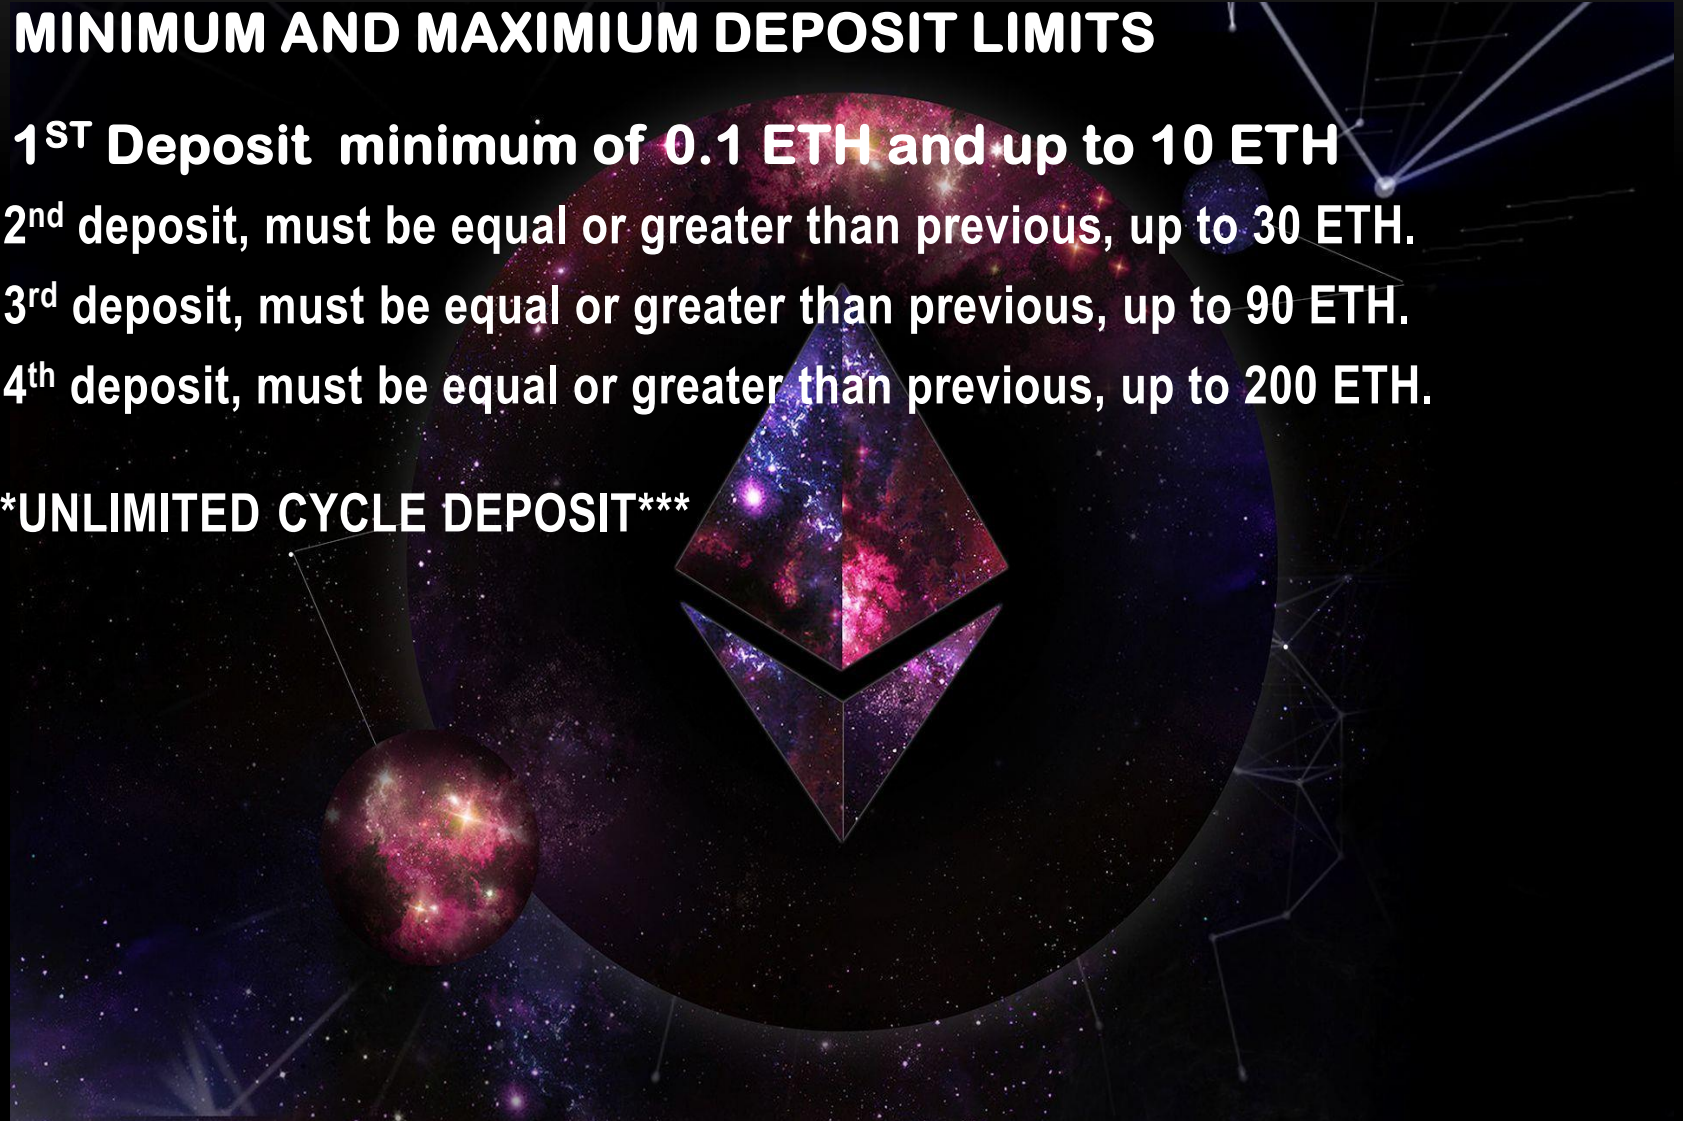 MINIMUM AND MAXIMIUM DEPOSIT LIMITS
1ST Deposit minimum of 0.1 ETH and up to 10 ETH
2nd deposit, must be equal or greater than previous, up to 30 ETH.
3rd deposit, must be equal or greater than previous, up to 90 ETH.
4th deposit, must be equal or greater than previous, up to 200 ETH.
*UNLIMITED CYCLE DEPOSIT***